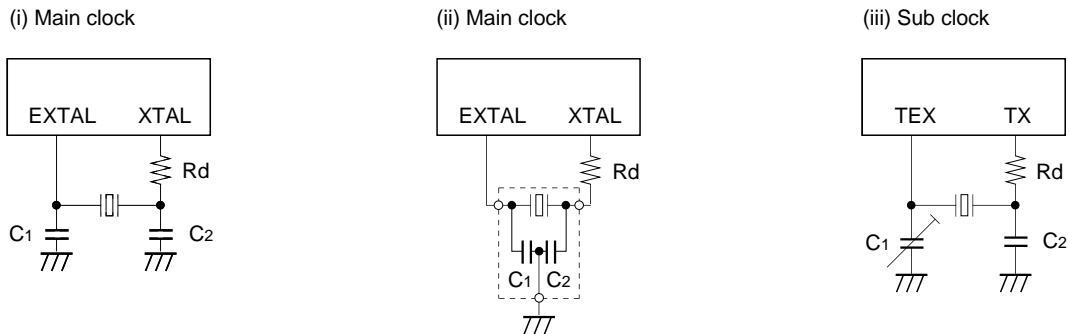 (i) Main clock
EXTAL XTAL
Rd
C1 C2
(ii) Main clock
EXTAL XTAL
Rd
C1 C2
(iii) Sub clock
TEX TX
Rd
C1 C2